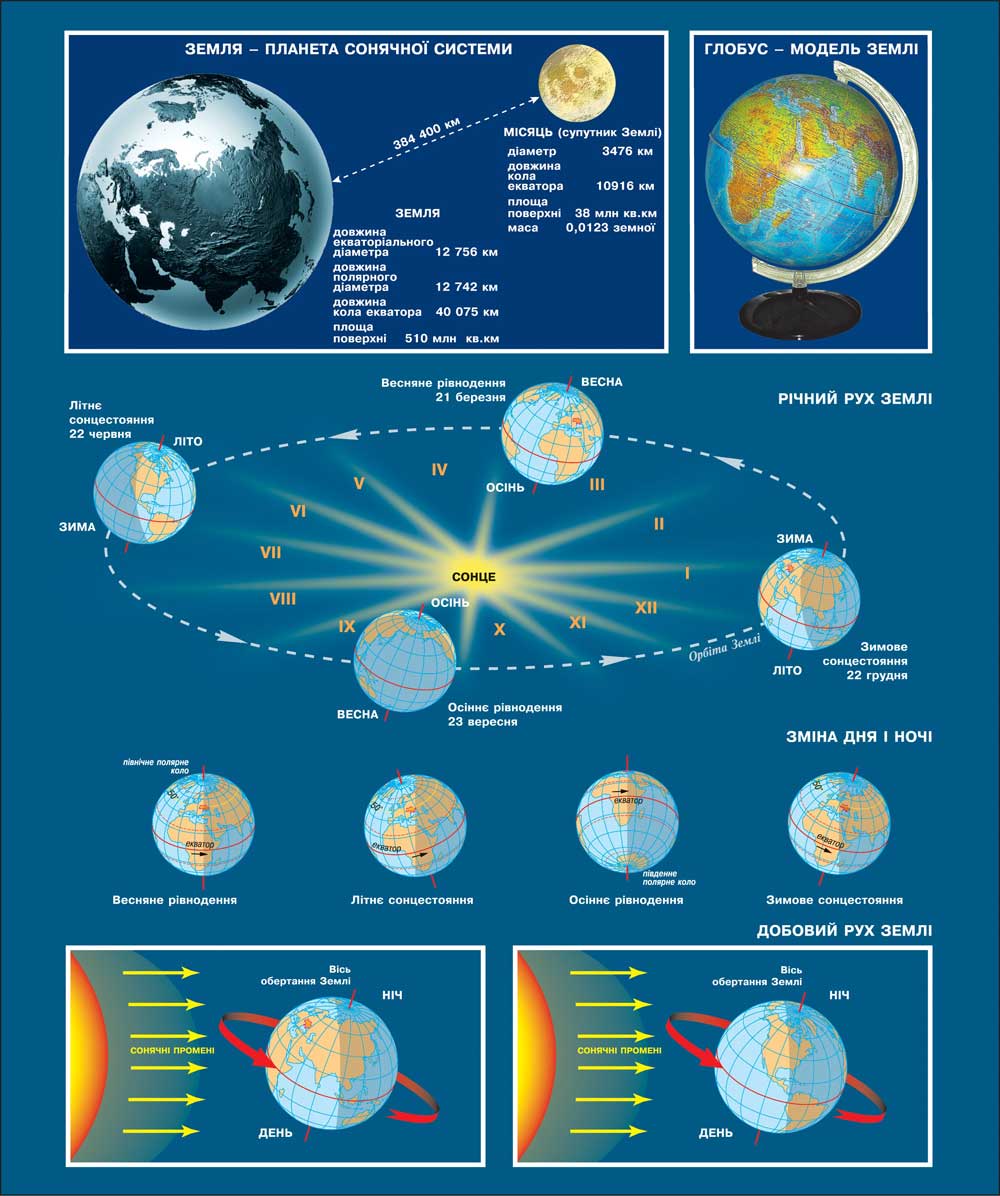 ЗЕМЛЯ – ПЛАНЕТА СОНЯЧНОЇ СИСТЕМИ
384 400 км
МІСЯЦЬ (супутник Землі)
діаметр 3476 км
довжина
кола
екватора 10916 км
площа
поверхні 38 млн кв.км
маса 0,0123 земної
ЗЕМЛЯ
довжина
екваторіального
діаметра 12 756 км
довжина
полярного
діаметра 12 742 км
довжина
кола екватора 40 075 км
площа
поверхні 510 млн кв.км
ГЛОБУС – МОДЕЛЬ ЗЕМЛІ
РІЧНИЙ РУХ ЗЕМЛІ
Весняне рівнодення
21 березня
ВЕСНА
ОСІНЬ
Літнє
сонцестояння
22 червня
ЛІТО
ЗИМА
III
IV
V
VI
VII
VIII
IX
X
XI
XII
I
II
СОНЦЕ
ЗИМА
ЛІТО
Зимове
сонцестояння
22 грудня
Орбіта Землі
ОСІНЬ
ВЕСНА
Осіннє рівнодення
23 вересня
ЗМІНА ДНЯ І НОЧІ
північне полярне
коло
50°
екватор
Весняне рівнодення
50°
екватор
Літнє сонцестояння
екватор
південне
полярне коло
Осіннє рівнодення
50°
екватор
Зимове сонцестояння
ДОБОВИЙ РУХ ЗЕМЛІ
Вісь
обертання Землі
НІЧ
СОНЯЧНІ ПРОМЕНІ
ДЕНЬ
Вісь
обертання Землі
НІЧ
СОНЯЧНІ ПРОМЕНІ
ДЕНЬ